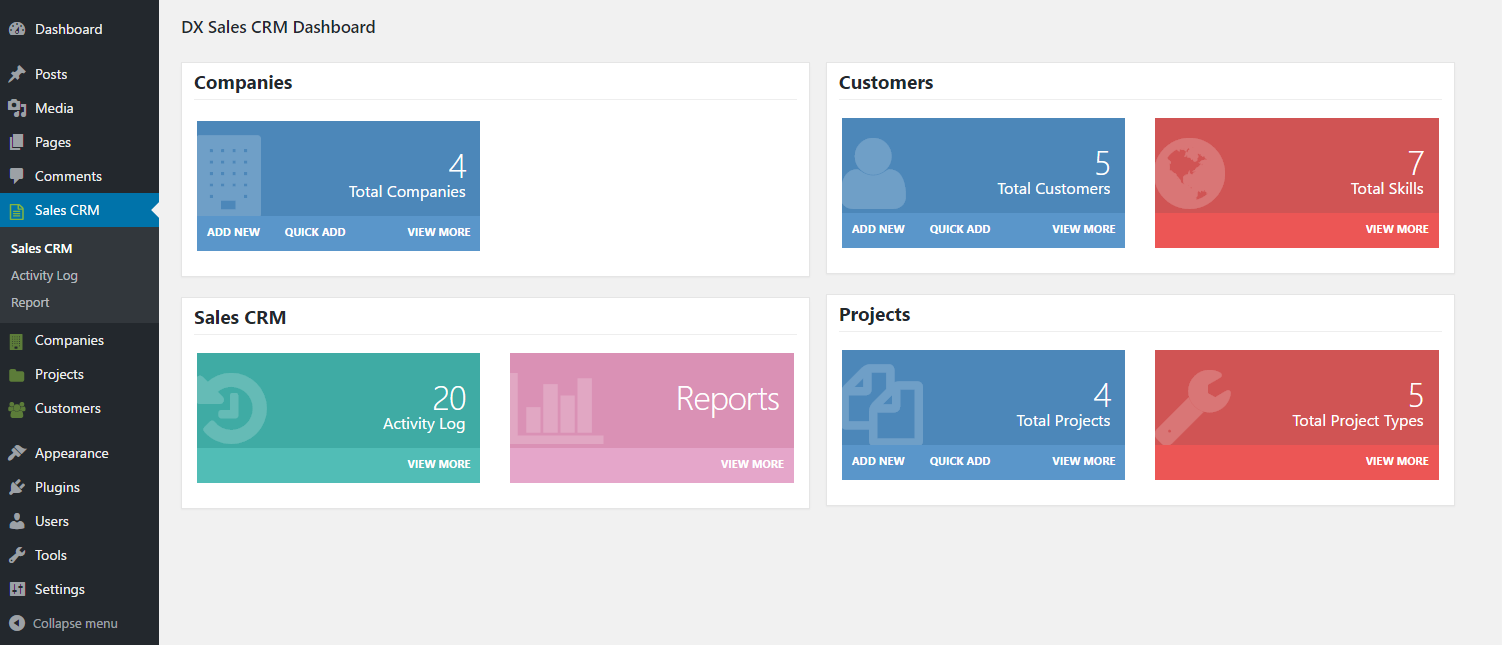 Dashboard
Posts
Media
Pages
Comments
Sales CRM
Sales CRM
Activity Log
Report
Companies
Projects
Customers
Appearance
Plugins
Users
Tools
Settings
Collapse menu
DX Sales CRM Dashboard
Companies
4
Total Companies
ADD NEW QUICK ADD VIEW MORE
Customers
5
Total Customers
ADD NEW QUICK ADD VIEW MORE
7
Total Skills
VIEW MORE
Sales CRM
20
Activity Log
VIEW MORE
Reports
VIEW MORE
Projects
4
Total Projects
ADD NEW QUICK ADD VIEW MORE
5
Total Project Types
VIEW MORE